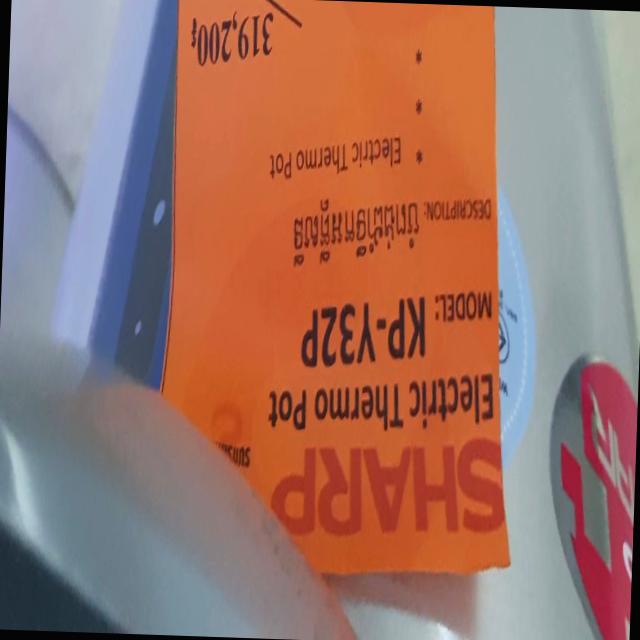 SHARP
Electric Thermo Pot
MODEL: KP-Y32P
DESCRIPTION:
* Electric Thermo Pot
*
*
319,200៛